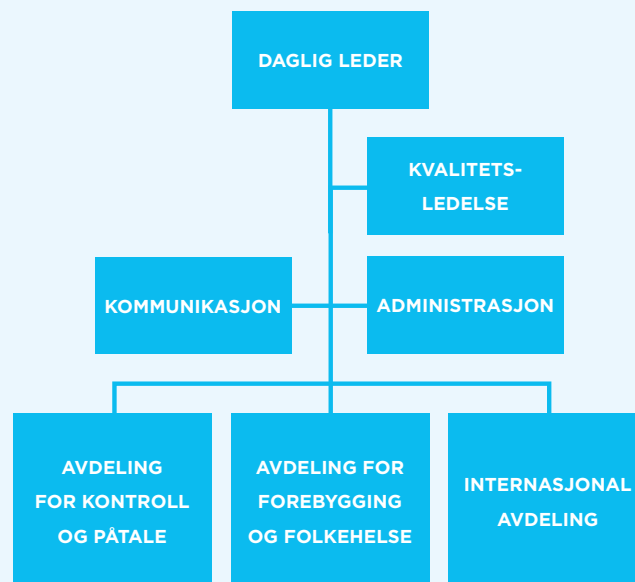 DAGLIG LEDER
KVALITETS-
LEDELSE
KOMMUNIKASJON
ADMINISTRASJON
AVDELING
FOR KONTROLL
OG PÅTALE
AVDELING FOR
FOREBYGGING
OG FOLKEHELSE
INTERNASJONAL
AVDELING